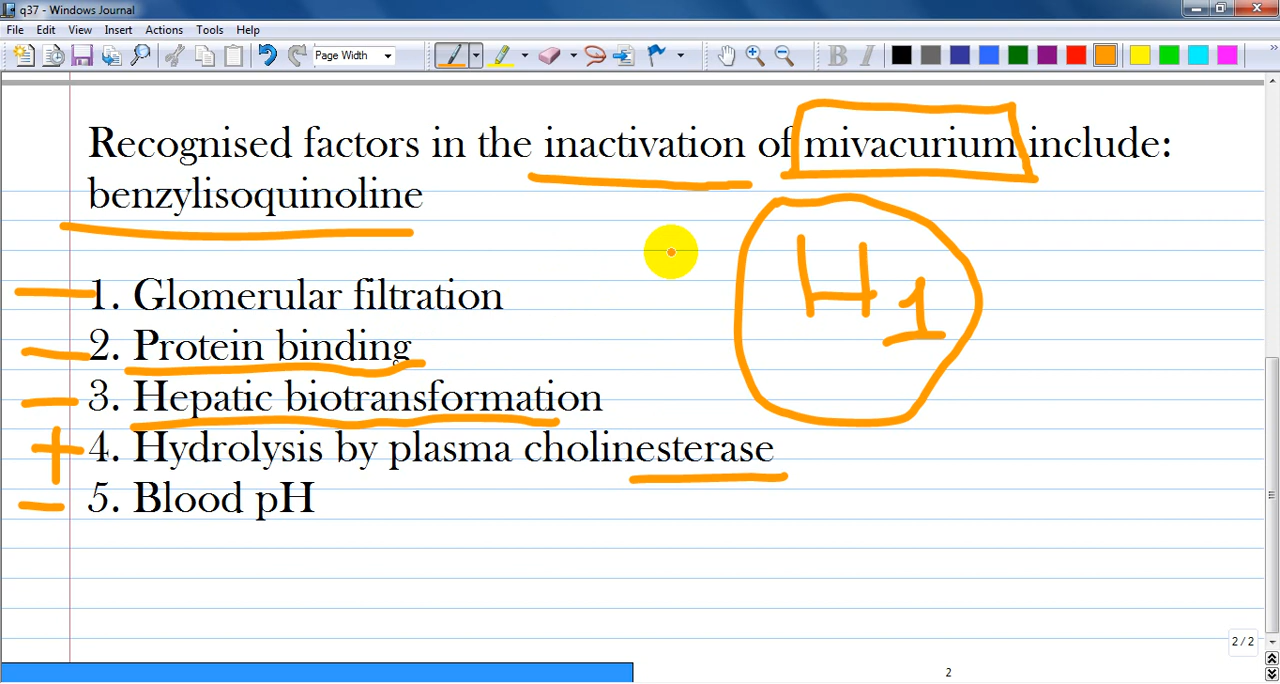 q37 - Windows Journal
File Edit View Insert Actions Tools Help
Page Width
B I
Recognised factors in the inactivation of mivacurium include:
benzylisoquinoline
H1
— 1. Glomerular filtration
— 2. Protein binding
— 3. Hepatic biotransformation
+ 4. Hydrolysis by plasma cholinesterase
— 5. Blood pH
2 / 2
2